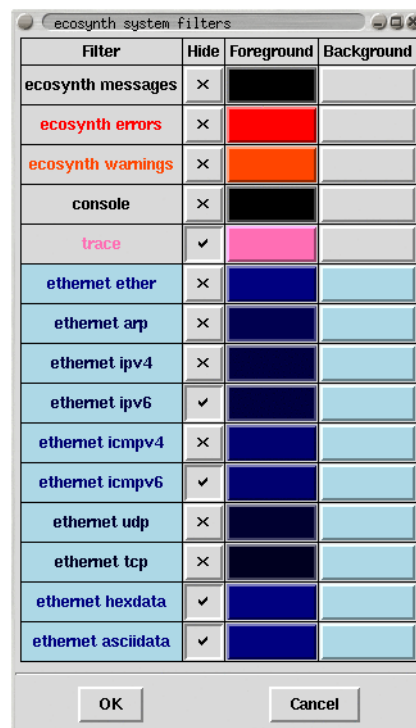 ecosynth system filters
Filter Hide Foreground Background
ecosynth messages
ecosynth errors
ecosynth warnings
console
trace
ethernet ether
ethernet arp
ethernet ipv4
ethernet ipv6
ethernet icmpv4
ethernet icmpv6
ethernet udp
ethernet tcp
ethernet hexdata
ethernet asciidata
OK Cancel